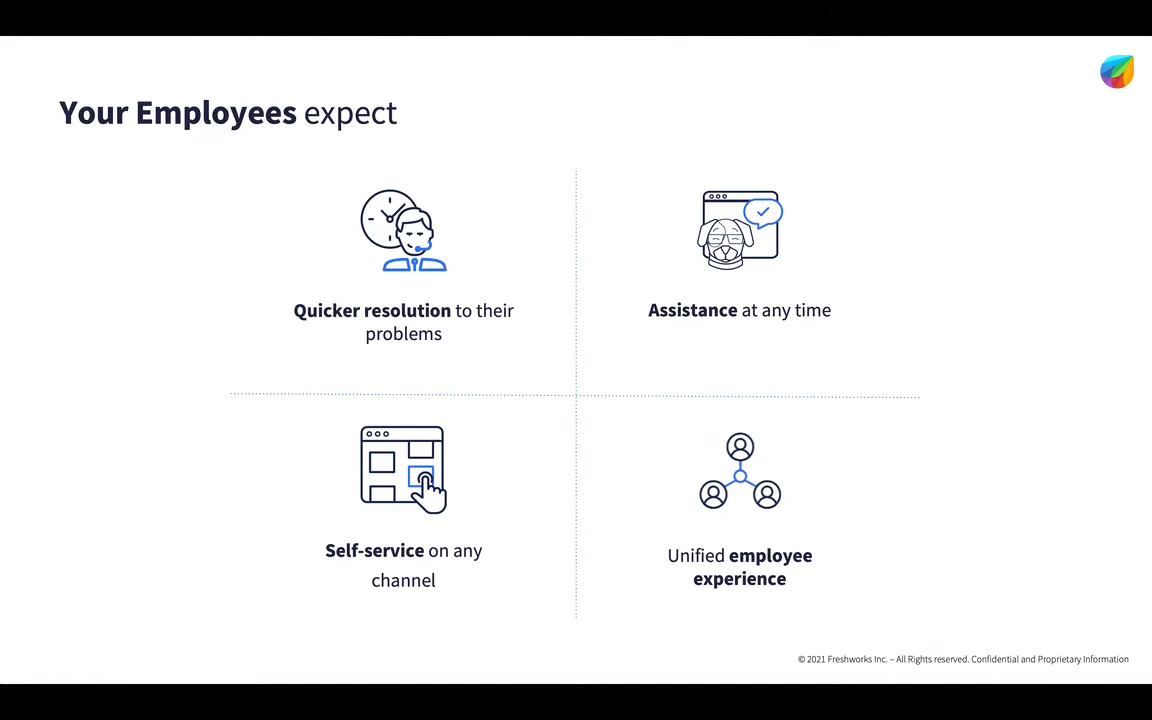 Your Employees expect
Quicker resolution to their
problems
Assistance at any time
Self-service on any
channel
Unified employee
experience
© 2021 Freshworks Inc. – All Rights reserved. Confidential and Proprietary Information